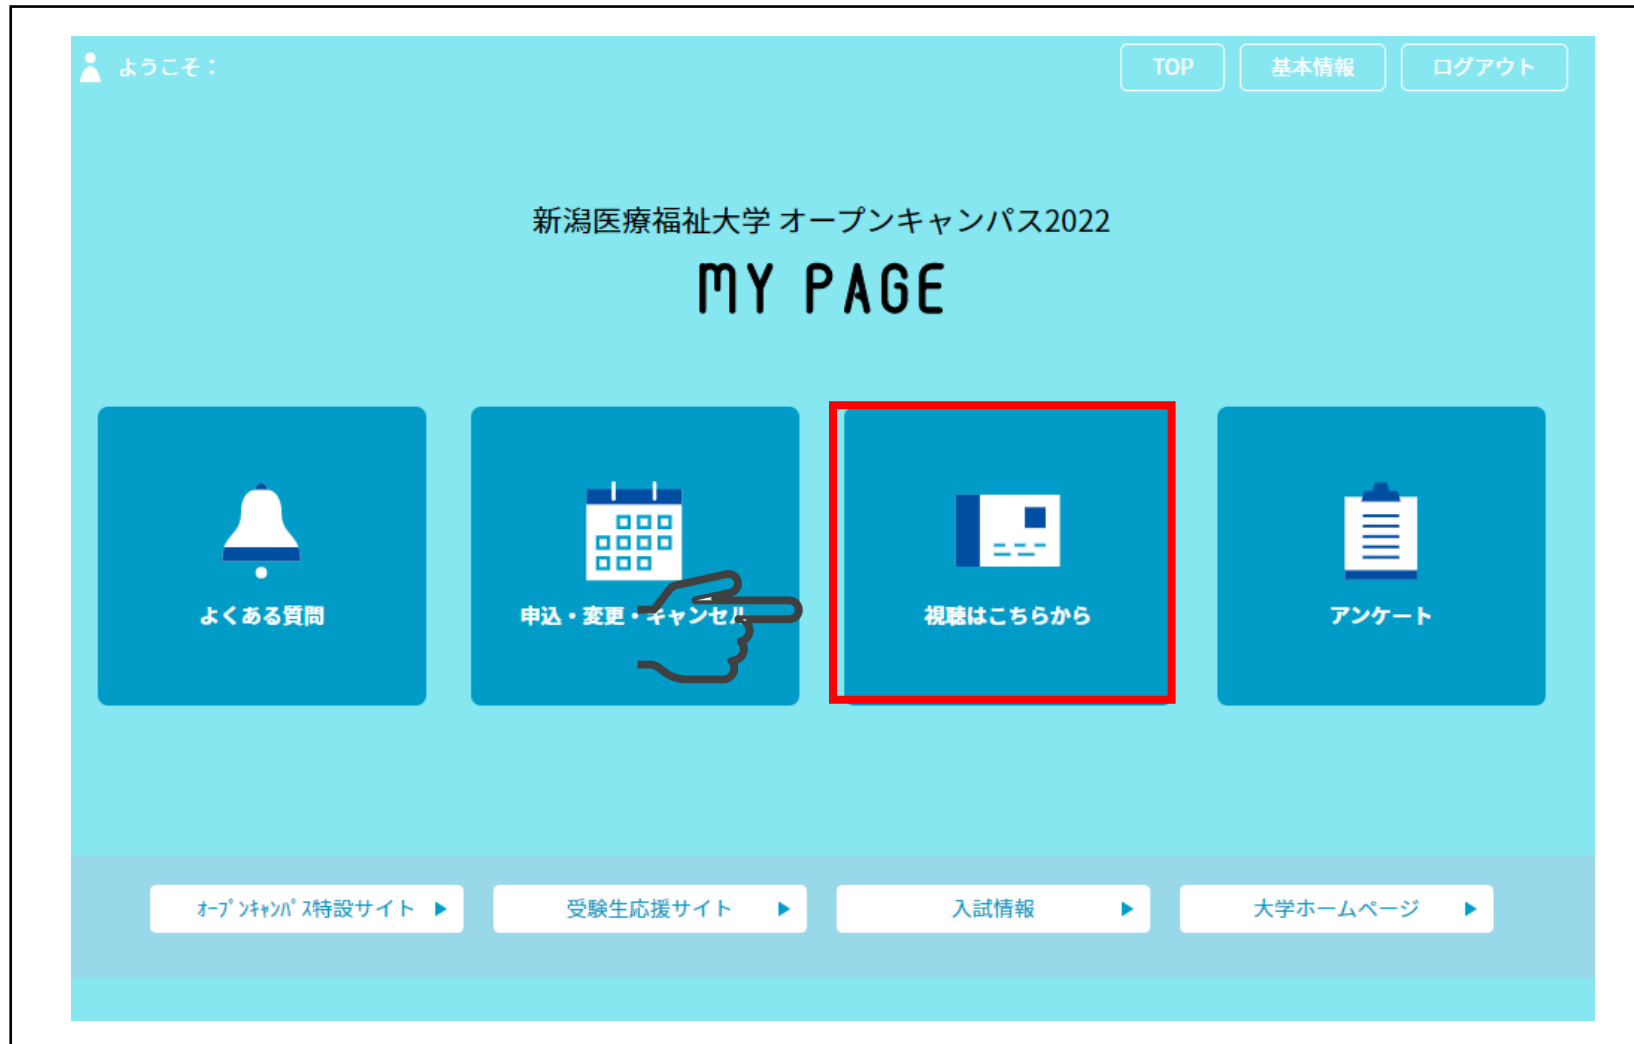 ようこそ：
TOP
基本情報
ログアウト
新潟医療福祉大学 オープンキャンパス2022
MY PAGE
よくある質問
申込・変更・キャンセル
視聴はこちらから
アンケート
ｵｰﾌﾟﾝｷｬﾝﾊﾟｽ特設サイト
受験生応援サイト
入試情報
大学ホームページ